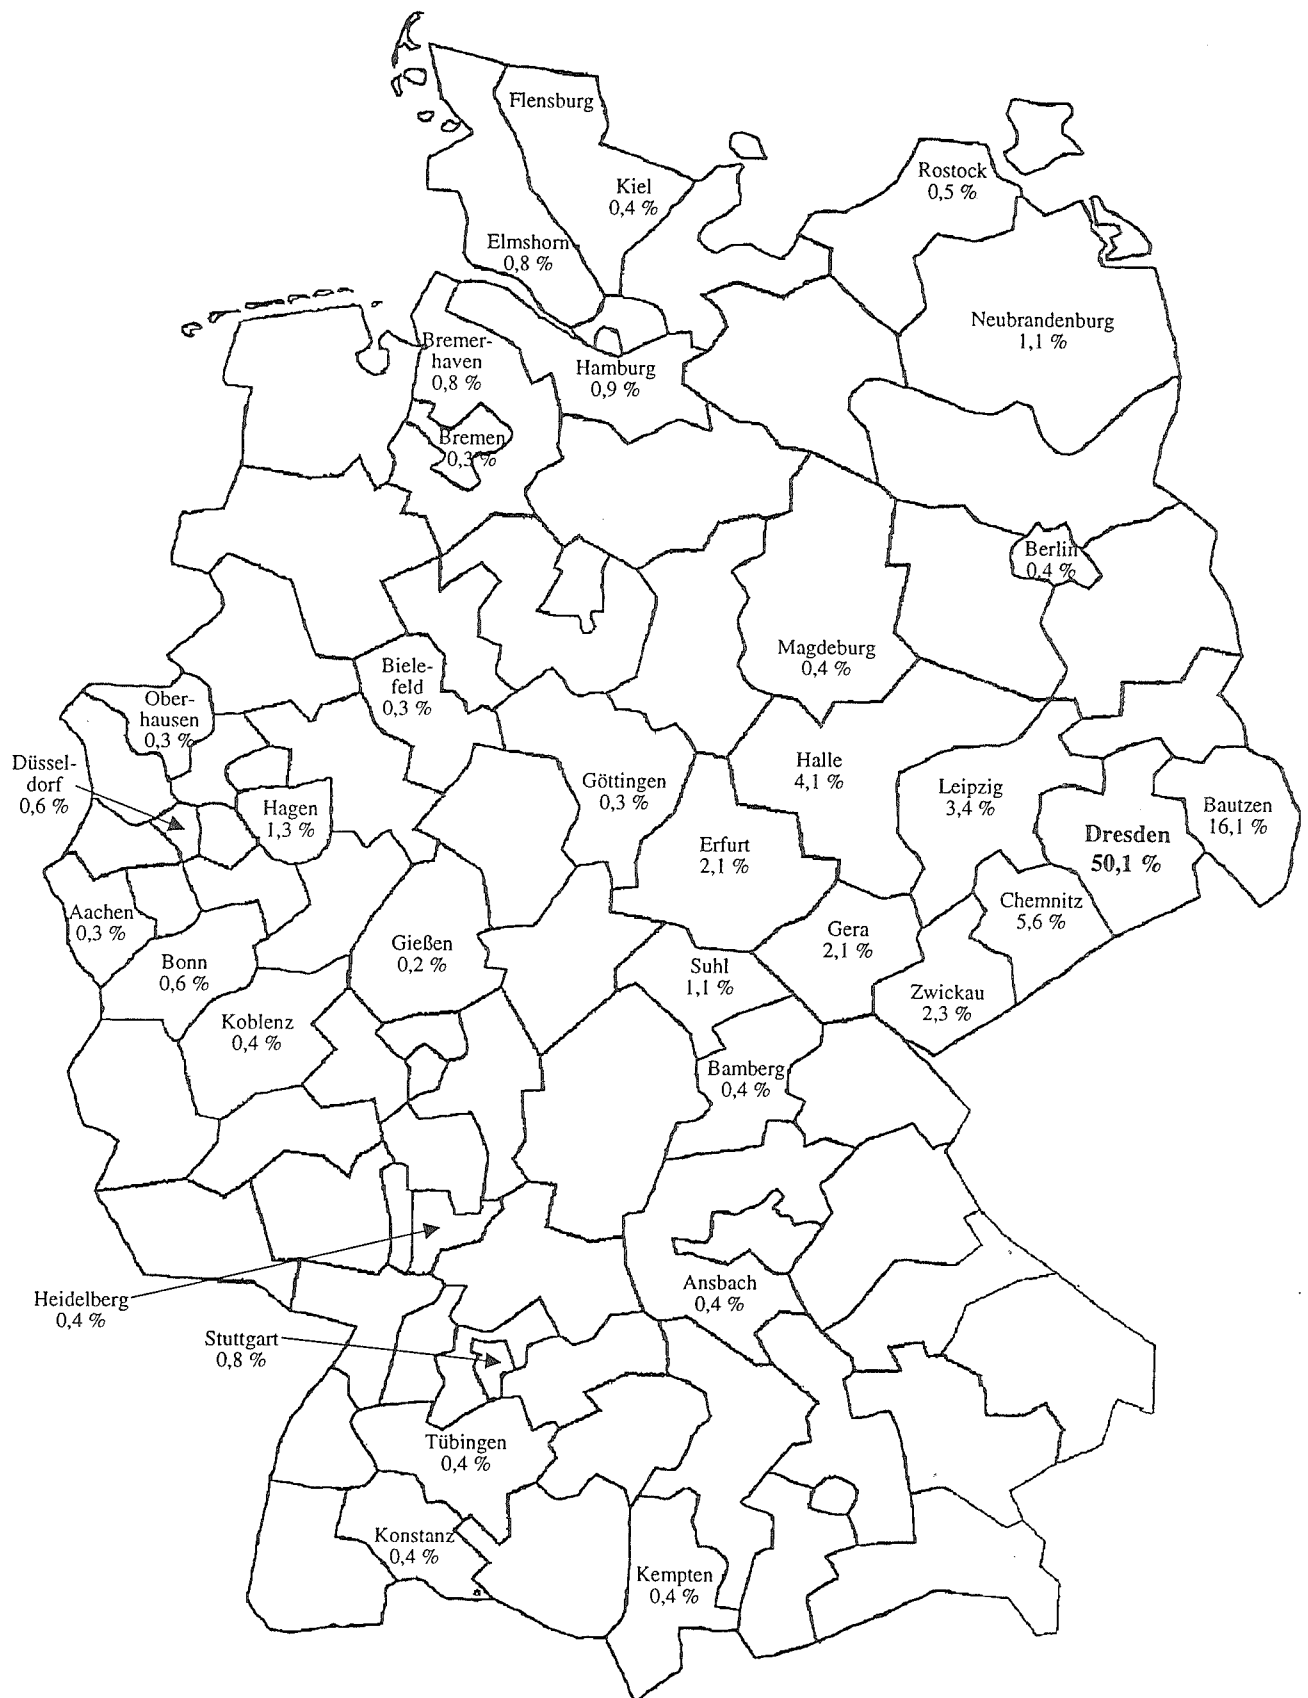 Flensburg
Kiel
0,4 %
Rostock
0,5 %
Elmshorn
0,8 %
Neubrandenburg
1,1 %
Bremer-
haven
0,8 %
Hamburg
0,9 %
Bremen
0,3 %
Berlin
0,4 %
Magdeburg
0,4 %
Biele-
feld
0,3 %
Ober-
hausen
0,3 %
Düssel-
dorf
0,6 %
Hagen
1,3 %
Göttingen
0,3 %
Halle
4,1 %
Leipzig
3,4 %
Bautzen
16,1 %
Dresden
50,1 %
Erfurt
2,1 %
Chemnitz
5,6 %
Aachen
0,3 %
Gießen
0,2 %
Gera
2,1 %
Bonn
0,6 %
Suhl
1,1 %
Zwickau
2,3 %
Koblenz
0,4 %
Bamberg
0,4 %
Ansbach
0,4 %
Heidelberg
0,4 %
Stuttgart
0,8 %
Tübingen
0,4 %
Konstanz
0,4 %
Kempten
0,4 %